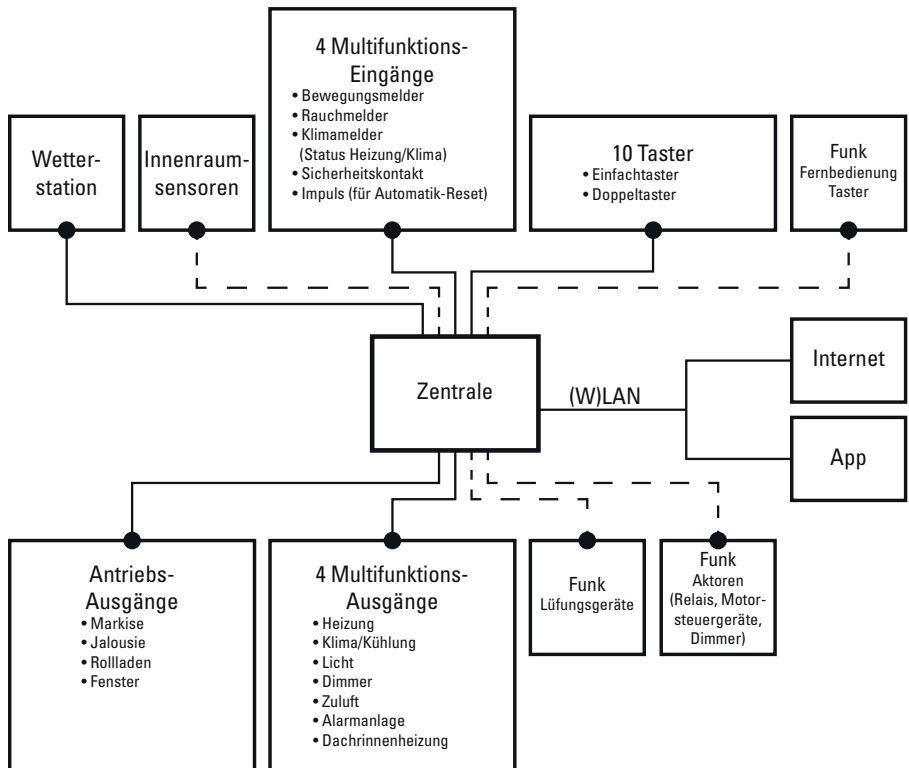 4 Multifunktions-
Eingänge
• Bewegungsmelder
• Rauchmelder
• Klimamelder
(Status Heizung/Klima)
• Sicherheitskontakt
• Impuls (für Automatik-Reset)
Wetter-
station
Innenraum-
sensoren
10 Taster
• Einfachtaster
• Doppeltaster
Funk
Fernbedienung
Taster
Zentrale
(W)LAN
Internet
App
Antriebs-
Ausgänge
• Markise
• Jalousie
• Rollladen
• Fenster
4 Multifunktions-
Ausgänge
• Heizung
• Klima/Kühlung
• Licht
• Dimmer
• Zuluft
• Alarmanlage
• Dachrinnenheizung
Funk
Lüfungsgeräte
Funk
Aktoren
(Relais, Motor-
steuergeräte,
Dimmer)